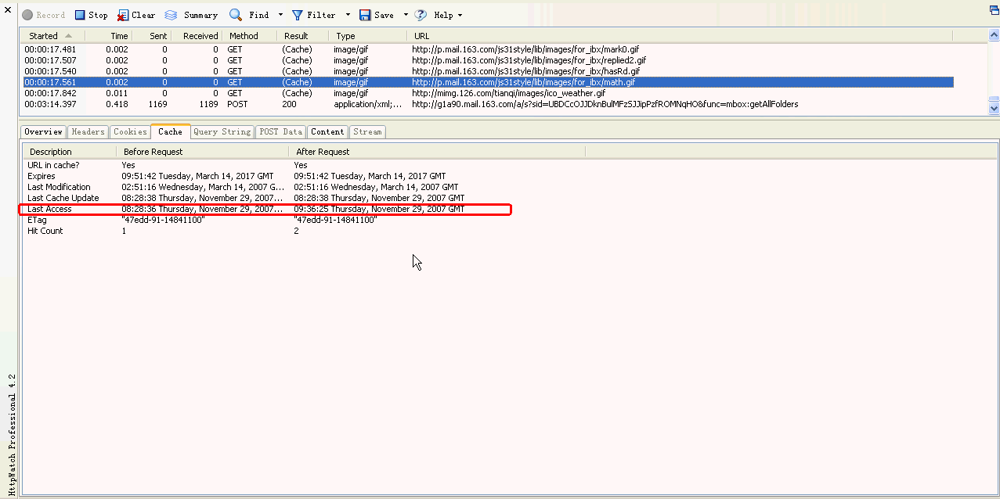 Record Stop Clear Summary Find Filter Save Help
Started Time Sent Received Method Result Type URL
00:00:17.481 0.002 0 0 GET (Cache) image/gif http://p.mail.163.com/js31style/lib/images/for_ibx/mark0.gif
00:00:17.507 0.002 0 0 GET (Cache) image/gif http://p.mail.163.com/js31style/lib/images/for_ibx/replied2.gif
00:00:17.540 0.002 0 0 GET (Cache) image/gif http://p.mail.163.com/js31style/lib/images/for_ibx/hasRd.gif
00:00:17.561 0.002 0 0 GET (Cache) image/gif http://p.mail.163.com/js31style/lib/images/for_ibx/math.gif
00:00:17.842 0.011 0 0 GET (Cache) image/gif http://mimg.126.com/tianqi/images/ico_weather.gif
00:03:14.397 0.418 1169 1189 POST 200 application/xml;... http://g1a90.mail.163.com/a/s?sid=UBDCcOJJDknBulMFzSJJipPzfROMNqHO&func=mbox:getAllFolders
Overview Headers Cookies Cache Query String POST Data Content Stream
Description Before Request After Request
URL in cache? Yes Yes
Expires 09:51:42 Tuesday, March 14, 2017 GMT 09:51:42 Tuesday, March 14, 2017 GMT
Last Modification 02:51:16 Wednesday, March 14, 2007 G... 02:51:16 Wednesday, March 14, 2007 GMT
Last Cache Update 08:28:38 Thursday, November 29, 2007... 08:28:38 Thursday, November 29, 2007 GMT
Last Access 08:28:36 Thursday, November 29, 2007... 09:36:25 Thursday, November 29, 2007 GMT
ETag "47edd-91-14841100" "47edd-91-14841100"
Hit Count 1 2
HttpWatch Professional 4.2